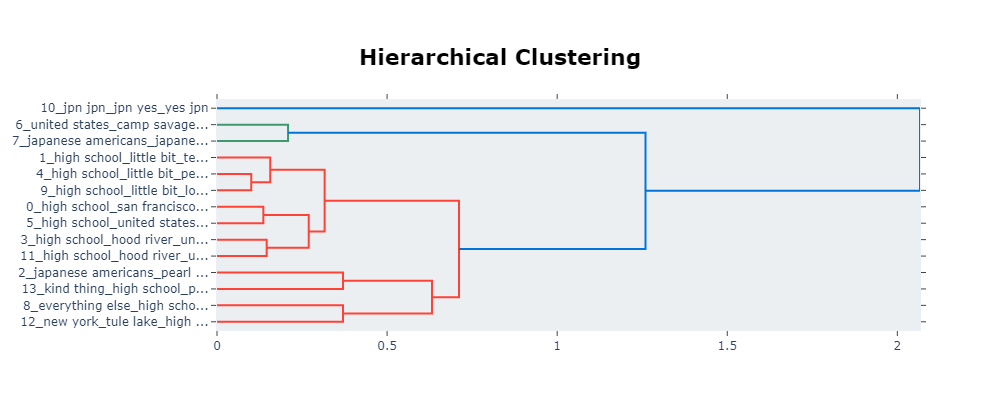 Hierarchical Clustering
10_jpn jpn_jpn yes_yes jpn
6_united states_camp savage...
7_japanese americans_japane...
1_high school_little bit_te...
4_high school_little bit_pe...
9_high school_little bit_lo...
0_high school_san francisco...
5_high school_united states...
3_high school_hood river_un...
11_high school_hood river_u...
2_japanese americans_pearl ...
13_kind thing_high school_p...
8_everything else_high scho...
12_new york_tule lake_high ...
0 0.5 1 1.5 2